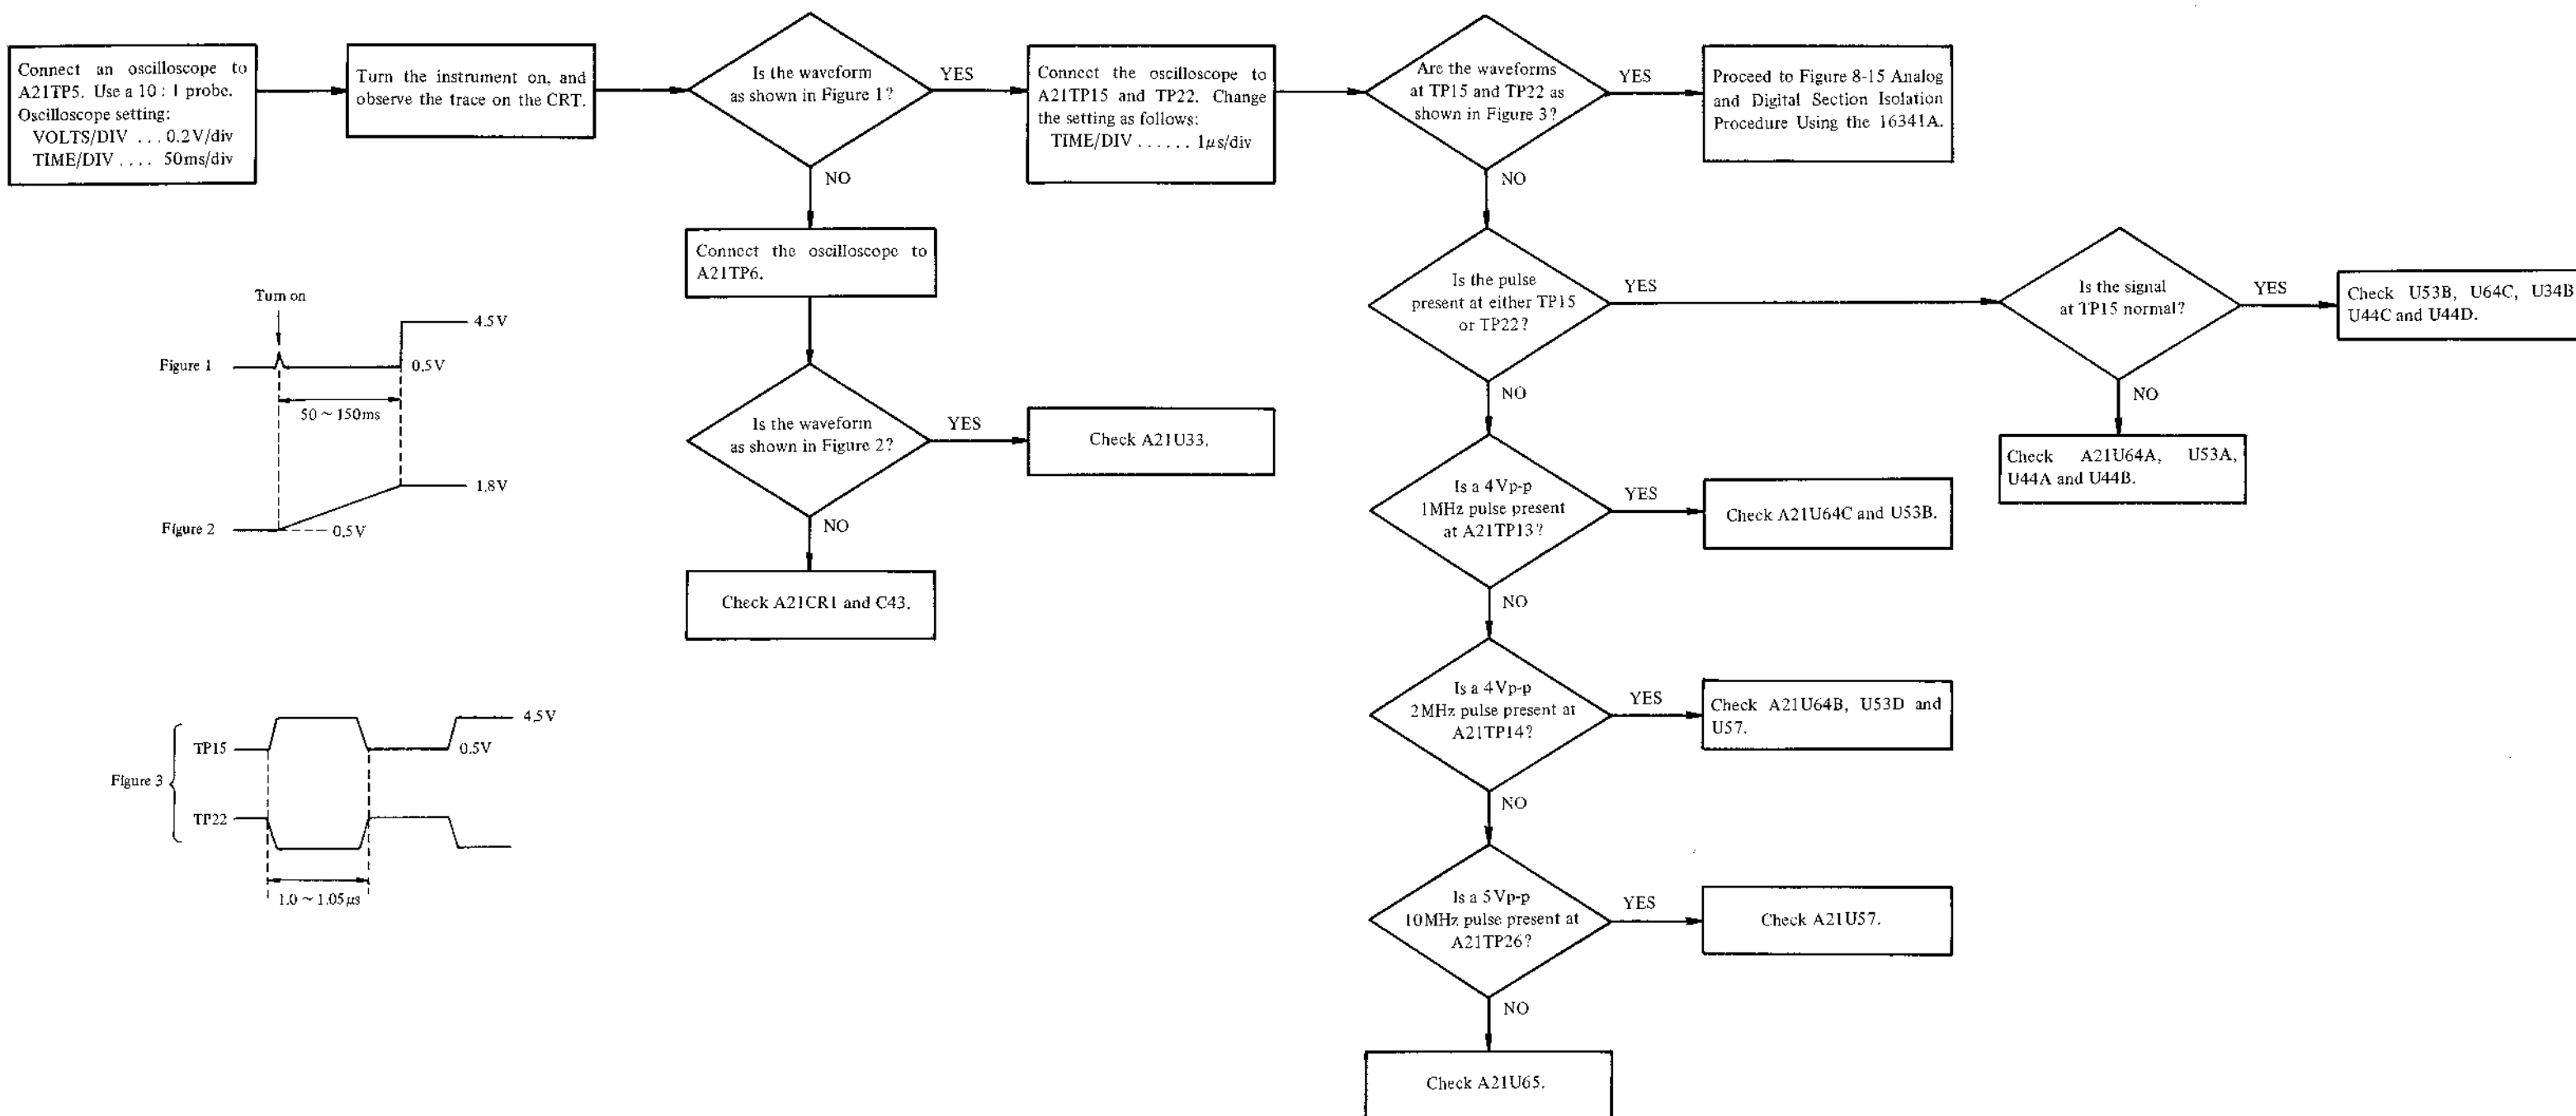 Connect an oscilloscope to
A21TP5. Use a 10 : 1 probe.
Oscilloscope setting:
VOLTS/DIV ... 0.2V/div
TIME/DIV .... 50ms/div
Turn the instrument on, and
observe the trace on the CRT.
Is the waveform
as shown in Figure 1?
YES
NO
Connect the oscilloscope to
A21TP15 and TP22. Change
the setting as follows:
TIME/DIV ...... 1μs/div
Are the waveforms
at TP15 and TP22 as
shown in Figure 3?
YES
NO
Proceed to Figure 8-15 Analog
and Digital Section Isolation
Procedure Using the 16341A.
Connect the oscilloscope to
A21TP6.
Is the waveform
as shown in Figure 2?
YES
NO
Check A21U33.
Check A21CR1 and C43.
Is the pulse
present at either TP15
or TP22?
YES
NO
Is the signal
at TP15 normal?
YES
NO
Check U53B, U64C, U34B
U44C and U44D.
Check A21U64A, U53A,
U44A and U44B.
Is a 4Vp-p
1MHz pulse present
at A21TP13?
YES
NO
Check A21U64C and U53B.
Is a 4Vp-p
2MHz pulse present at
A21TP14?
YES
NO
Check A21U64B, U53D and
U57.
Is a 5Vp-p
10MHz pulse present at
A21TP26?
YES
NO
Check A21U57.
Check A21U65.
Turn on
4.5V
Figure 1
0.5V
50 ~ 150ms
1.8V
Figure 2
0.5V
4.5V
TP15
0.5V
Figure 3
TP22
1.0 ~ 1.05μs